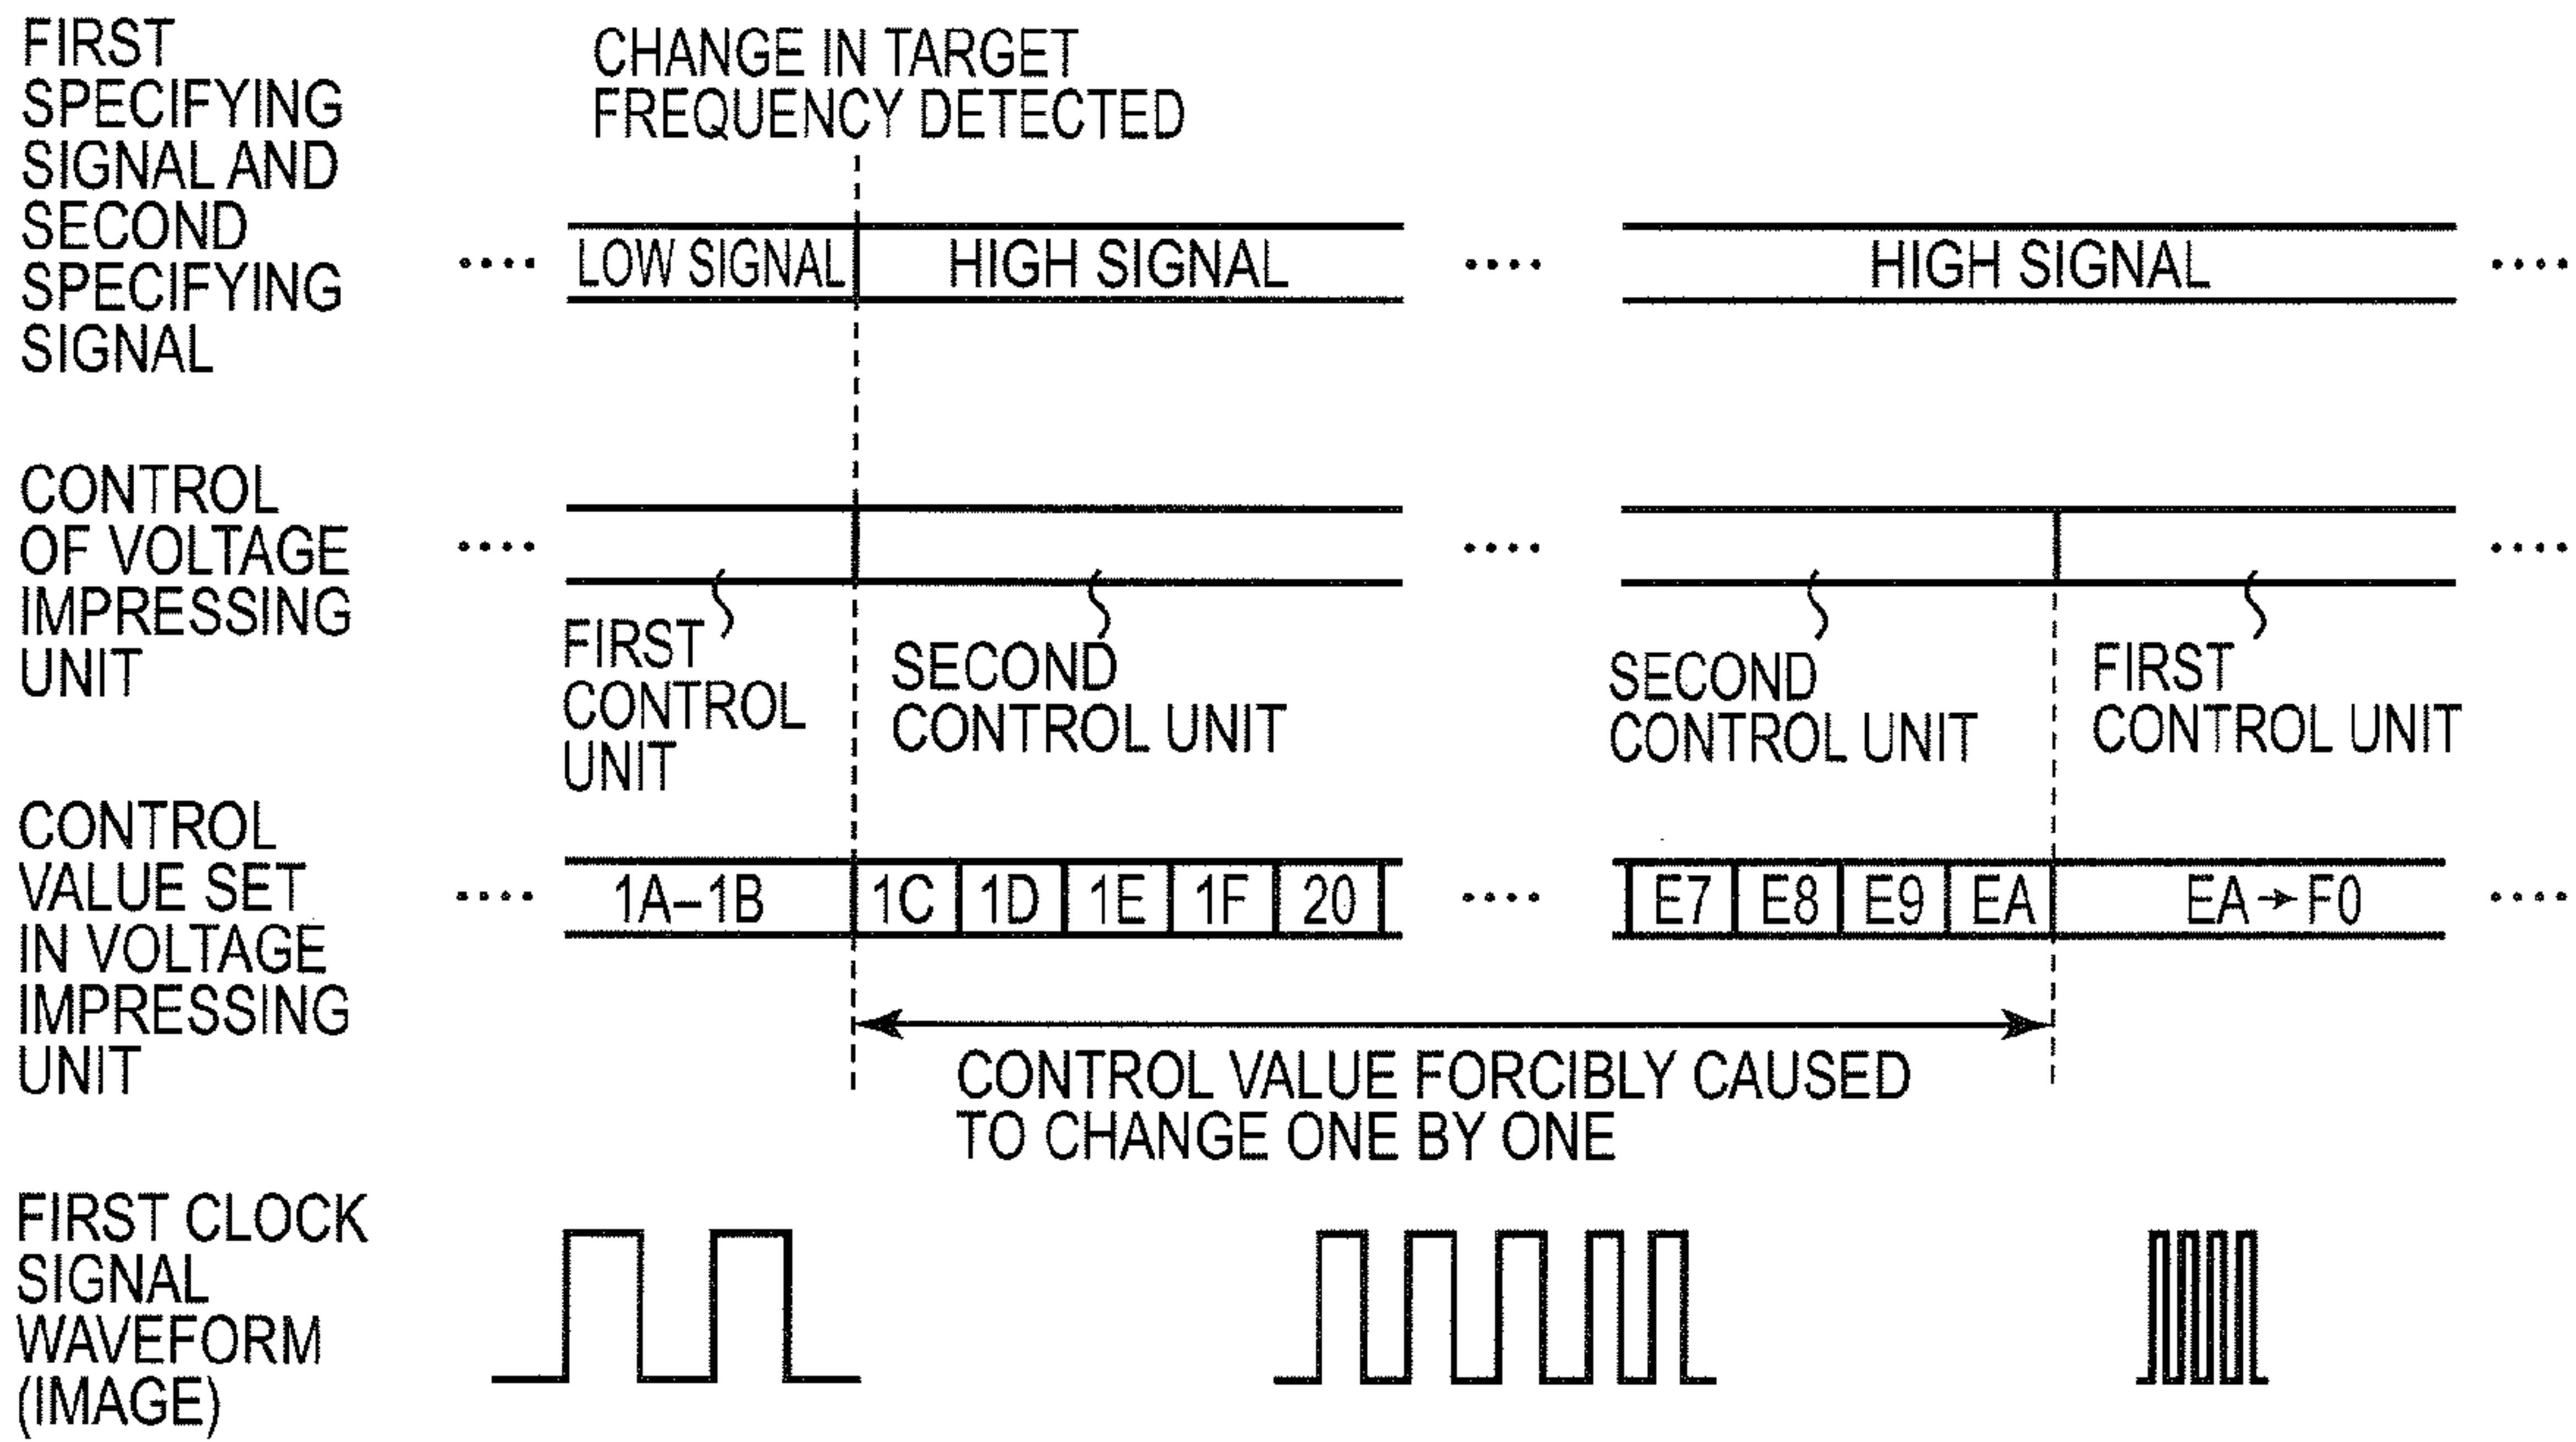 FIRST
SPECIFYING
SIGNAL AND
SECOND
SPECIFYING
SIGNAL
CHANGE IN TARGET
FREQUENCY DETECTED
.... LOW SIGNAL HIGH SIGNAL .... HIGH SIGNAL ....
CONTROL
OF VOLTAGE
IMPRESSING
UNIT
.... .... ....
FIRST
CONTROL
UNIT
SECOND
CONTROL UNIT
SECOND
CONTROL UNIT
FIRST
CONTROL UNIT
CONTROL
VALUE SET
IN VOLTAGE
IMPRESSING
UNIT
.... 1A–1B 1C 1D 1E 1F 20 .... E7 E8 E9 EA EA→F0 ....
CONTROL VALUE FORCIBLY CAUSED
TO CHANGE ONE BY ONE
FIRST CLOCK
SIGNAL
WAVEFORM
(IMAGE)